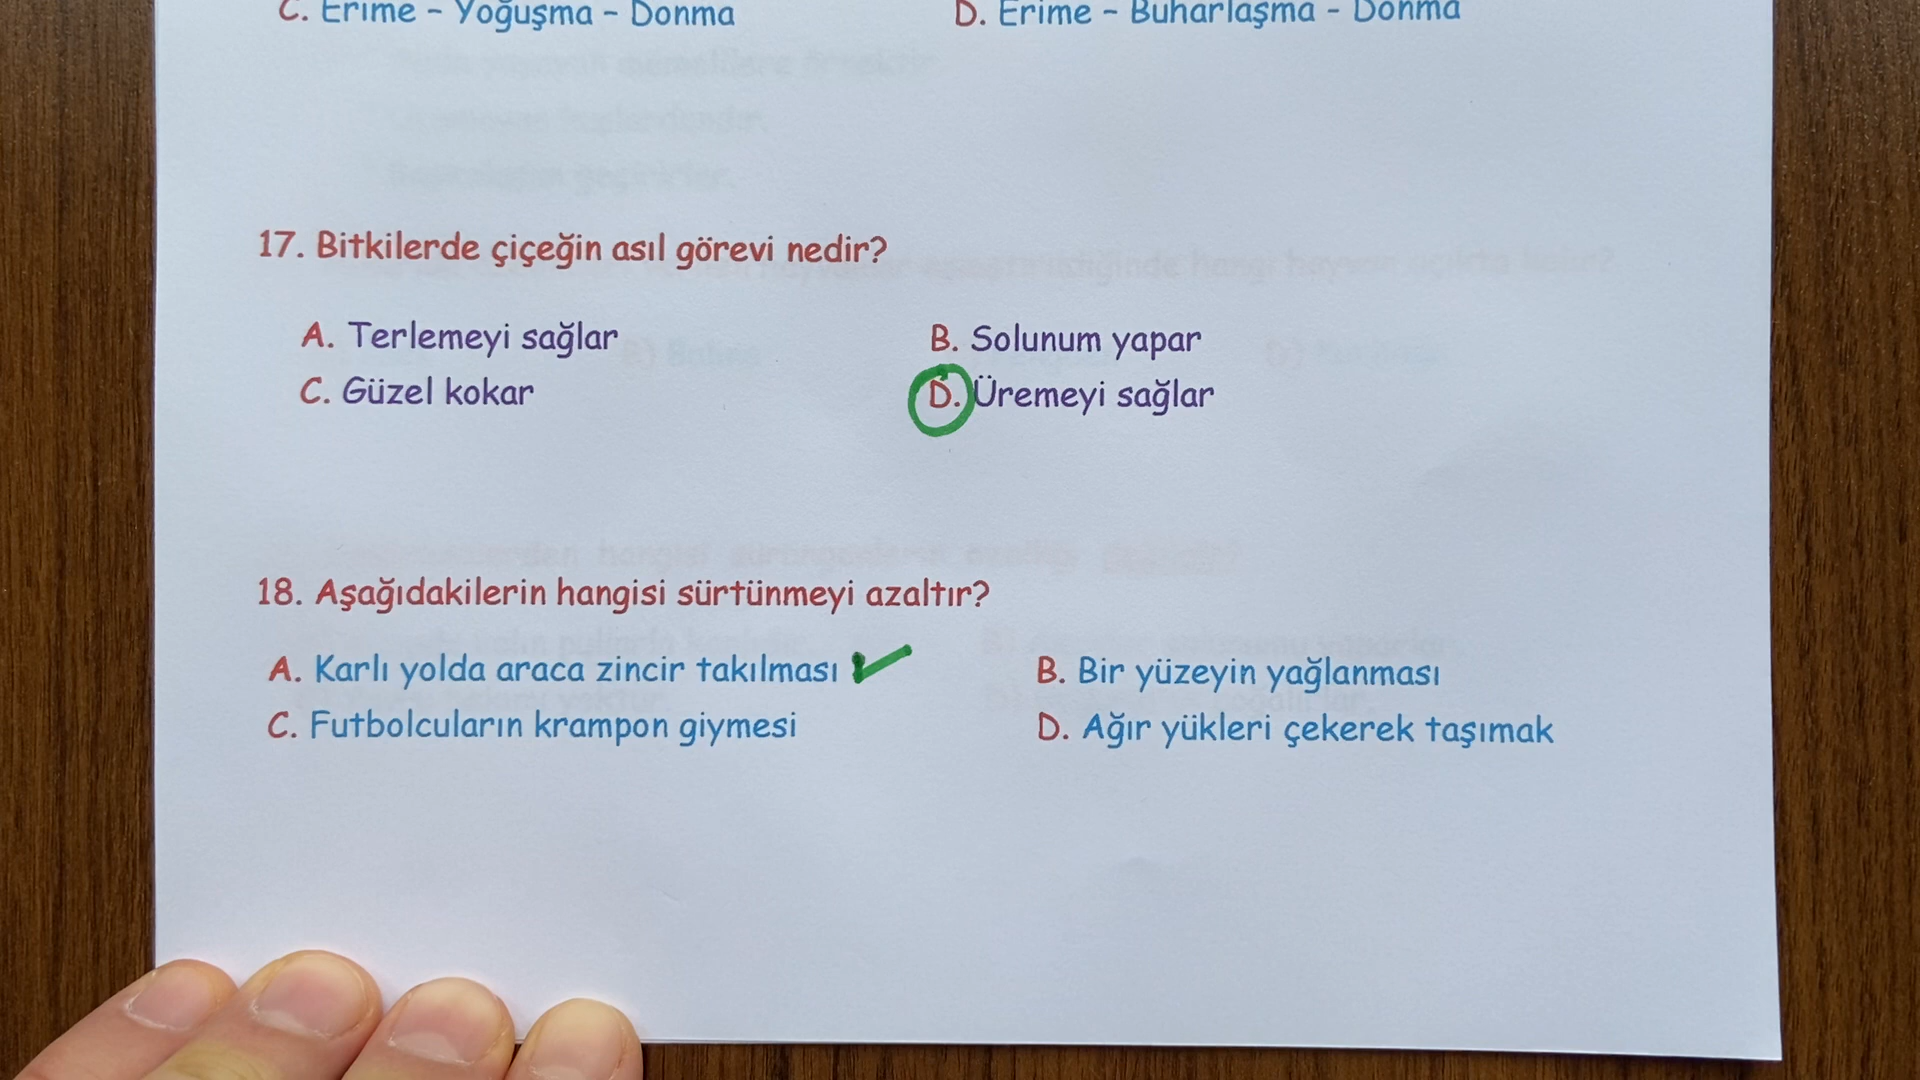 C. Erime - Yoğuşma - Donma
D. Erime - Buharlaşma - Donma
17. Bitkilerde çiçeğin asıl görevi nedir?
A. Terlemeyi sağlar
B. Solunum yapar
C. Güzel kokar
D. Üremeyi sağlar
18. Aşağıdakilerin hangisi sürtünmeyi azaltır?
A. Karlı yolda araca zincir takılması
B. Bir yüzeyin yağlanması
C. Futbolcuların krampon giymesi
D. Ağır yükleri çekerek taşımak